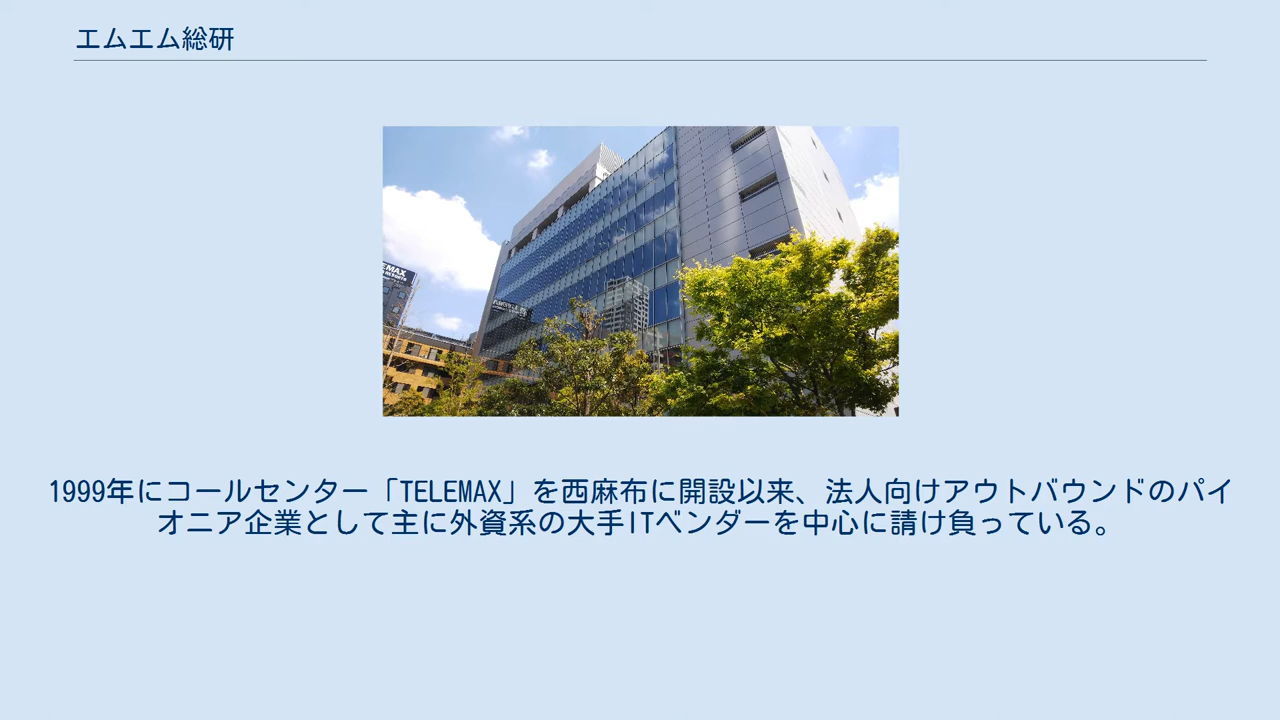 エムエム総研
EMAX
1999年にコールセンター「TELEMAX」を西麻布に開設以来、法人向けアウトバウンドのパイ
オニア企業として主に外資系の大手ITベンダーを中心に請け負っている。